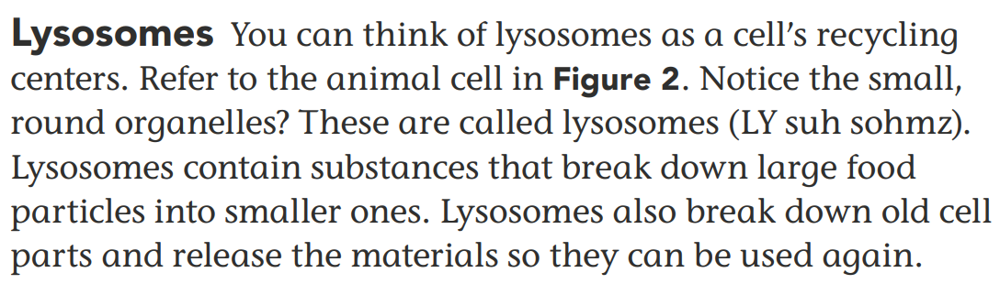 Lysosomes You can think of lysosomes as a cell’s recycling
centers. Refer to the animal cell in Figure 2. Notice the small,
round organelles? These are called lysosomes (LY suh sohmz).
Lysosomes contain substances that break down large food
particles into smaller ones. Lysosomes also break down old cell
parts and release the materials so they can be used again.